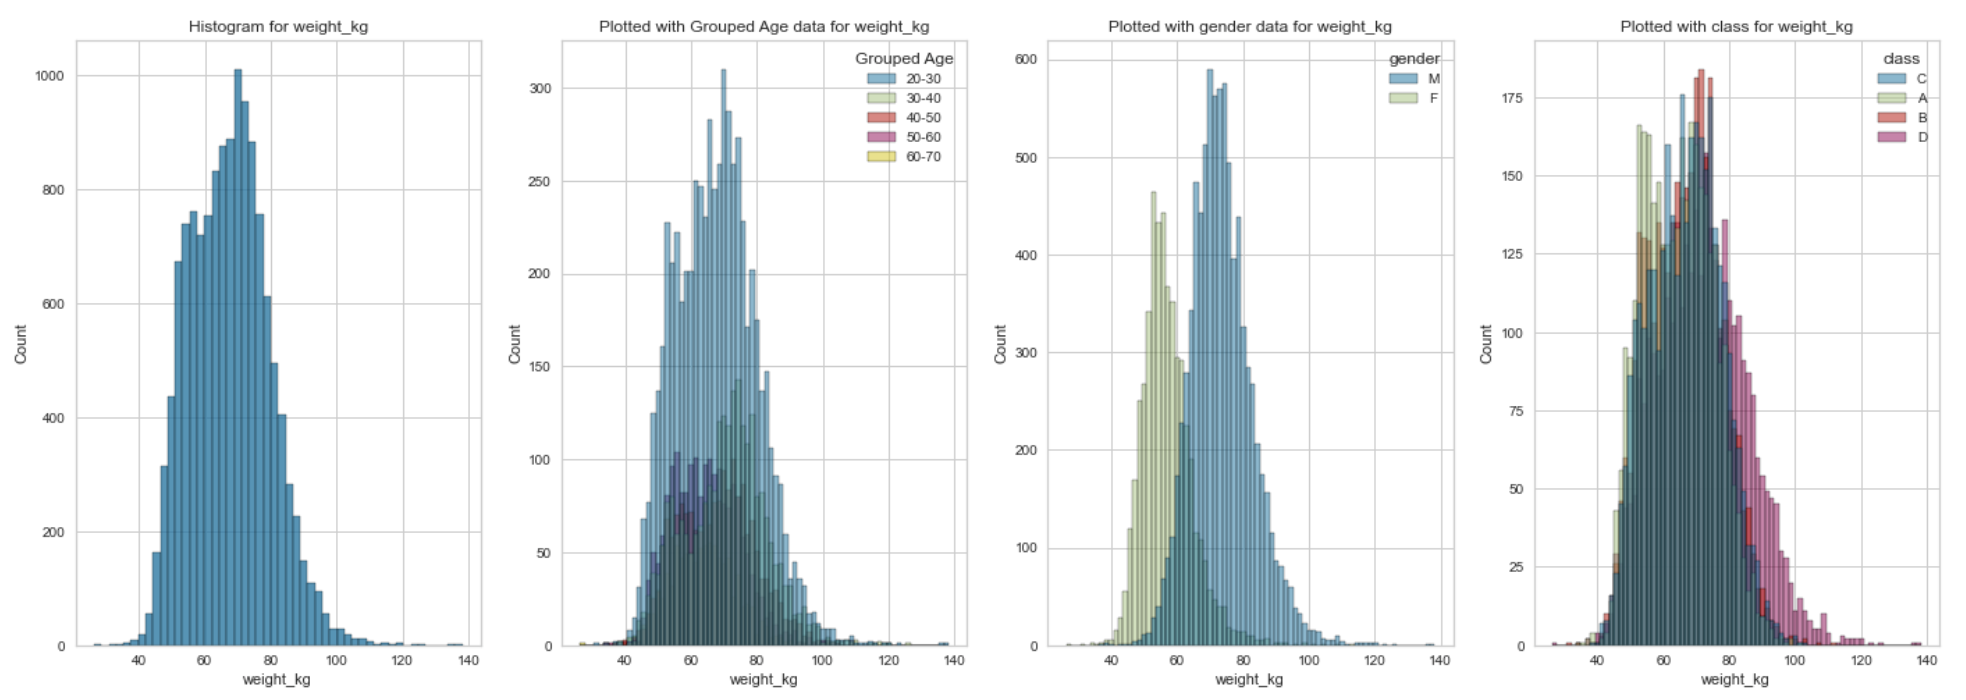 Histogram for weight_kg
1000
800
600
400
200
0
Count
40 60 80 100 120 140
weight_kg
Plotted with Grouped Age data for weight_kg
Grouped Age
20-30
30-40
40-50
50-60
60-70
300
250
200
150
100
50
0
Count
40 60 80 100 120 140
weight_kg
Plotted with gender data for weight_kg
gender
M
F
600
500
400
300
200
100
0
Count
40 60 80 100 120 140
weight_kg
Plotted with class for weight_kg
class
C
A
B
D
175
150
125
100
75
50
25
0
Count
40 60 80 100 120 140
weight_kg